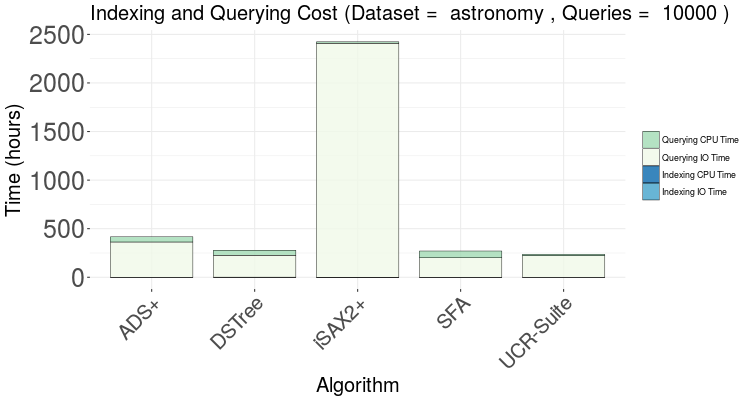 Indexing and Querying Cost (Dataset =  astronomy , Queries =  10000 )
Time (hours)
2500
2000
1500
1000
500
0
ADS+
DSTree
iSAX2+
SFA
UCR-Suite
Algorithm
Querying CPU Time
Querying IO Time
Indexing CPU Time
Indexing IO Time